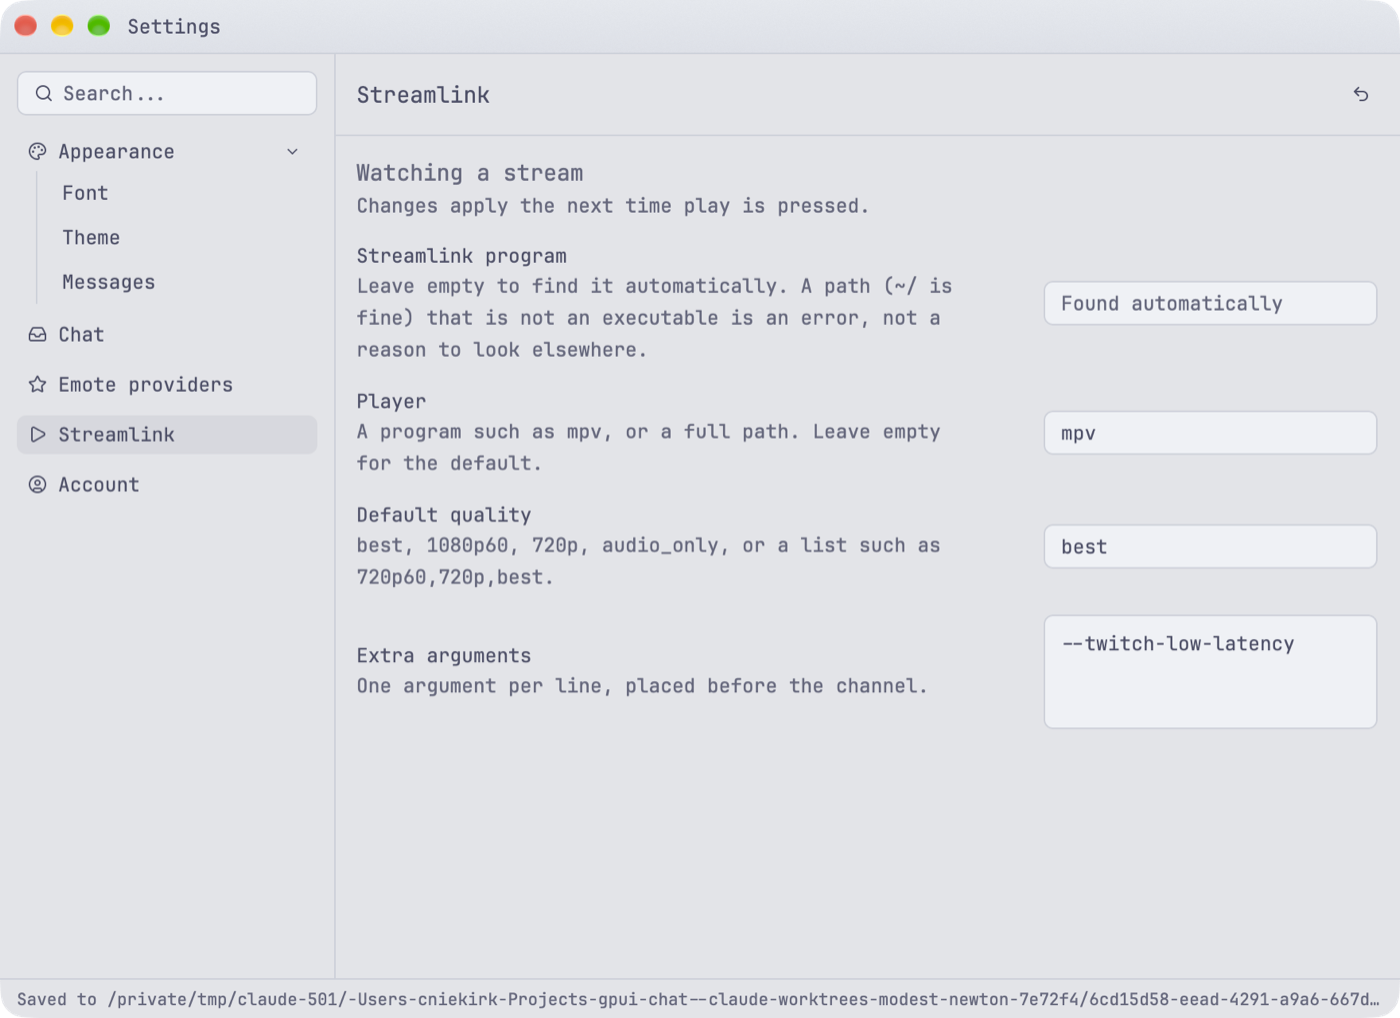 Settings
Search...
Appearance
Font
Theme
Messages
Chat
Emote providers
Streamlink
Account
Streamlink
Watching a stream
Changes apply the next time play is pressed.
Streamlink program
Leave empty to find it automatically. A path (~/ is
fine) that is not an executable is an error, not a
reason to look elsewhere.
Found automatically
Player
A program such as mpv, or a full path. Leave empty
for the default.
mpv
Default quality
best, 1080p60, 720p, audio_only, or a list such as
720p60,720p,best.
best
Extra arguments
One argument per line, placed before the channel.
--twitch-low-latency
Saved to /private/tmp/claude-501/-Users-cniekirk-Projects-gpui-chat--claude-worktrees-modest-newton-7e72f4/6cd15d58-eead-4291-a9a6-667d…